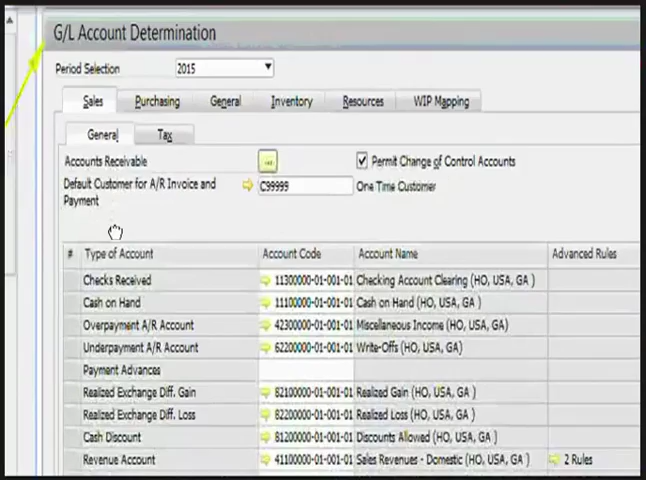 G/L Account Determination
Period Selection 2015
Sales Purchasing General Inventory Resources WIP Mapping
General Tax
Accounts Receivable ... Permit Change of Control Accounts
Default Customer for A/R Invoice and Payment C99999 One Time Customer
# Type of Account Account Code Account Name Advanced Rules
Checks Received 11300000-01-001-01 Checking Account Clearing (HO, USA, GA )
Cash on Hand 11100000-01-001-01 Cash on Hand (HO, USA, GA )
Overpayment A/R Account 42300000-01-001-01 Miscellaneous Income (HO, USA, GA )
Underpayment A/R Account 62200000-01-001-01 Write-Offs (HO, USA, GA)
Payment Advances
Realized Exchange Diff. Gain 82100000-01-001-01 Realized Gain (HO, USA, GA )
Realized Exchange Diff. Loss 82200000-01-001-01 Realized Loss (HO, USA, GA )
Cash Discount 81200000-01-001-01 Discounts Allowed (HO, USA, GA )
Revenue Account 41100000-01-001-01 Sales Revenues - Domestic (HO, USA, GA ) 2 Rules